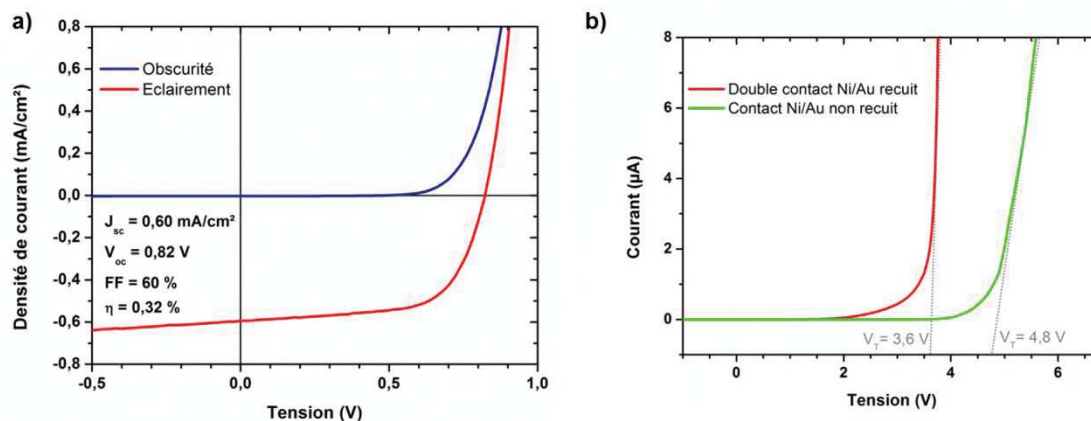 a)
Densité de courant (mA/cm²)
0,8
0,6
0,4
0,2
0,0
-0,2
-0,4
-0,6
-0,8
Obscurité
Eclairement
J_sc = 0,60 mA/cm²
V_oc = 0,82 V
FF = 60 %
η = 0,32 %
-0,5
0,0
0,5
1,0
Tension (V)
b)
Courant (µA)
8
6
4
2
0
Double contact Ni/Au recuit
Contact Ni/Au non recuit
V_T = 3,6 V
V_T = 4,8 V
0
2
4
6
Tension (V)